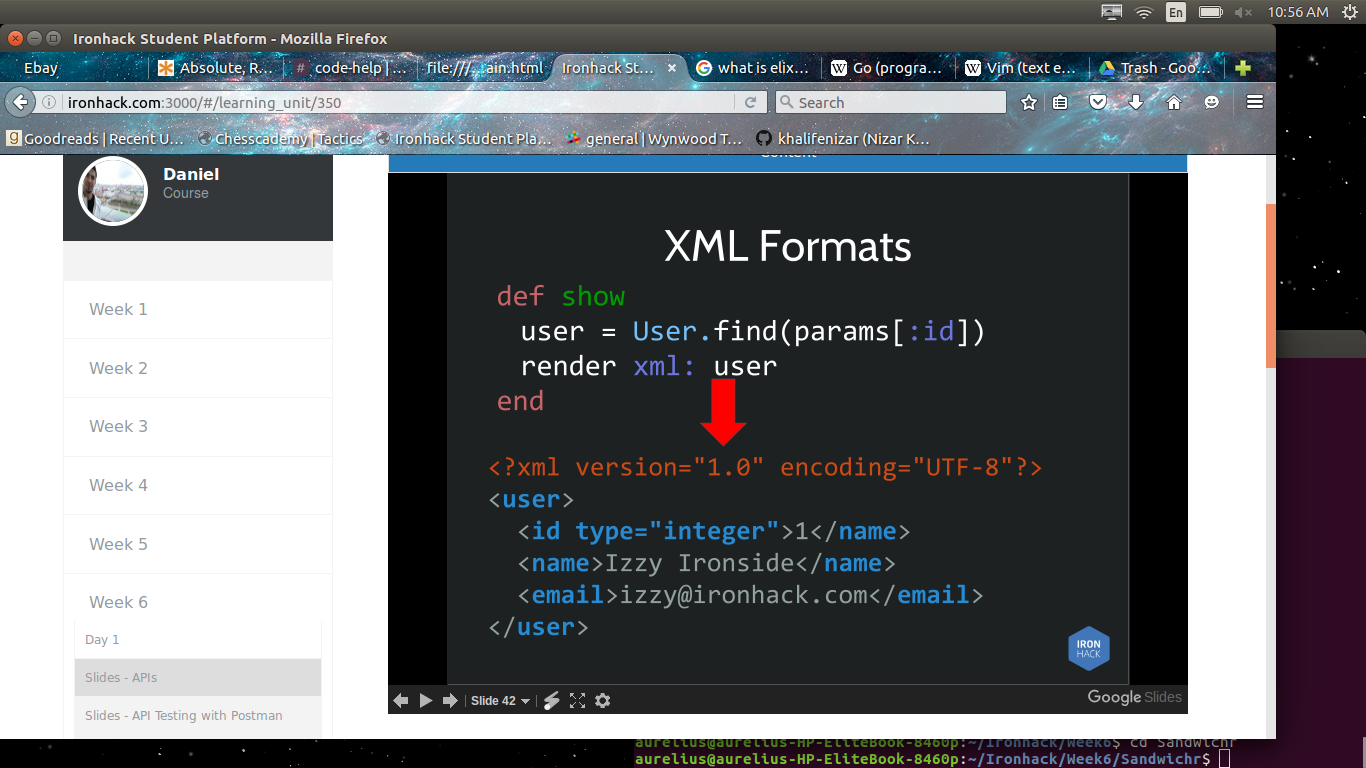 En
10:56 AM
Ironhack Student Platform - Mozilla Firefox
Ebay
Absolute, R...
# code-help | ...
file:///...ain.html
Ironhack St...
what is elix...
Go (progra...
Vim (text e...
Trash - Goo...
ironhack.com:3000/#/learning_unit/350
Search
Goodreads | Recent U...
Chesscademy | Tactics
Ironhack Student Pla...
general | Wynwood T...
khalifenizar (Nizar K...
Daniel
Course
Week 1
Week 2
Week 3
Week 4
Week 5
Week 6
Day 1
Slides - APIs
Slides - API Testing with Postman
Content
XML Formats
def show
user = User.find(params[:id])
render xml: user
end
<?xml version="1.0" encoding="UTF-8"?>
<user>
<id type="integer">1</name>
<name>Izzy Ironside</name>
<email>izzy@ironhack.com</email>
</user>
IRON
HACK
Slide 42
Google Slides
aurelius@aurelius-HP-EliteBook-8460p:~/Ironhack/Week6$ cd Sandwichr
aurelius@aurelius-HP-EliteBook-8460p:~/Ironhack/Week6/Sandwichr$